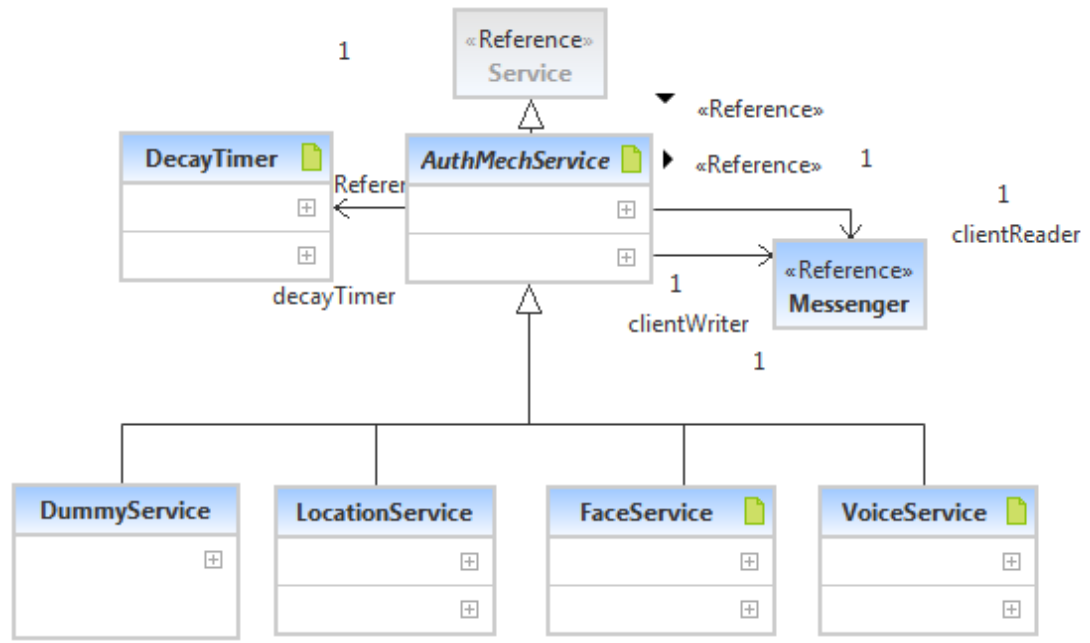 «Reference»
1
Service
«Reference»
DecayTimer
AuthMechService
«Reference»
1
Referer
1
clientReader
«Reference»
Messenger
decayTimer
1
clientWriter
1
DummyService
LocationService
FaceService
VoiceService